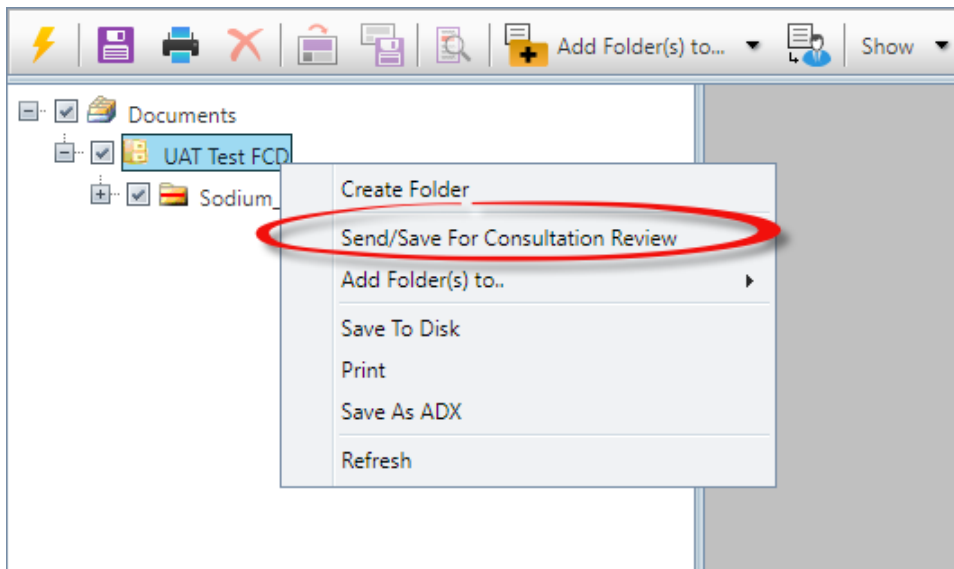 Add Folder(s) to...
Show
Documents
UAT Test FCD
Sodium_
Create Folder
Send/Save For Consultation Review
Add Folder(s) to..
Save To Disk
Print
Save As ADX
Refresh